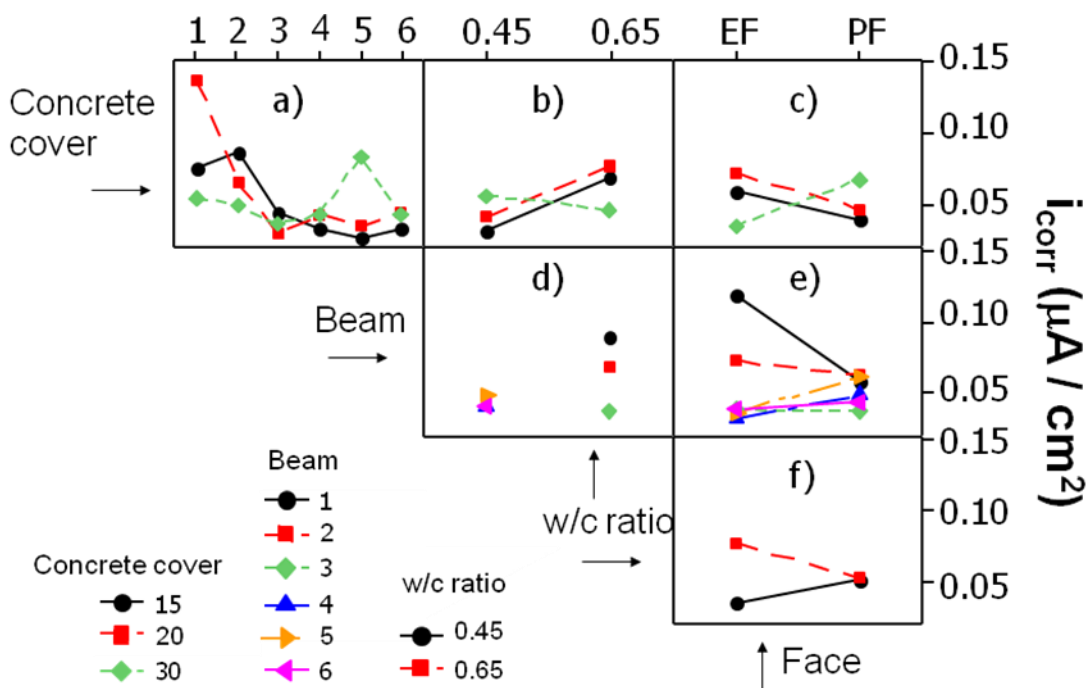 1 2 3 4 5 6 0.45 0.65 EF PF
0.15
a) b) c)
Concrete
cover
0.10
0.05
0.15
d) e)
Beam
0.10
0.05
0.15
i corr (μA / cm²)
f)
w/c ratio
0.10
0.05
Face
Concrete cover
15
20
30
Beam
1
2
3
4
5
6
w/c ratio
0.45
0.65